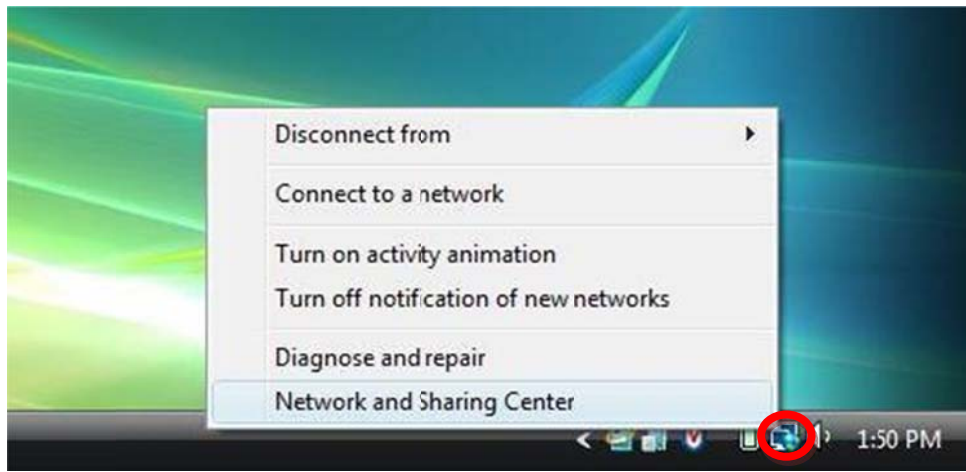 Disconnect from
Connect to a network
Turn on activity animation
Turn off notification of new networks
Diagnose and repair
Network and Sharing Center
1:50 PM